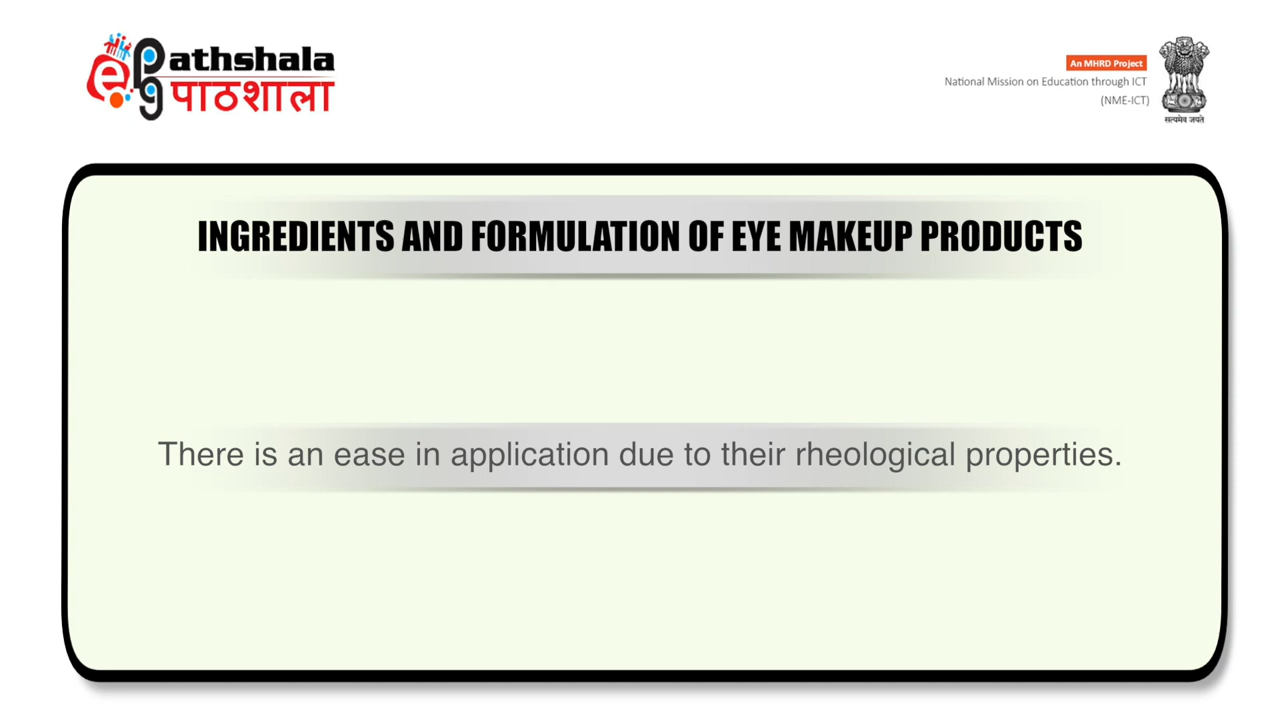 e pg athshala
पाठशाला
An MHRD Project
National Mission on Education through ICT
(NME-ICT)
सत्यमेव जयते
INGREDIENTS AND FORMULATION OF EYE MAKEUP PRODUCTS
There is an ease in application due to their rheological properties.